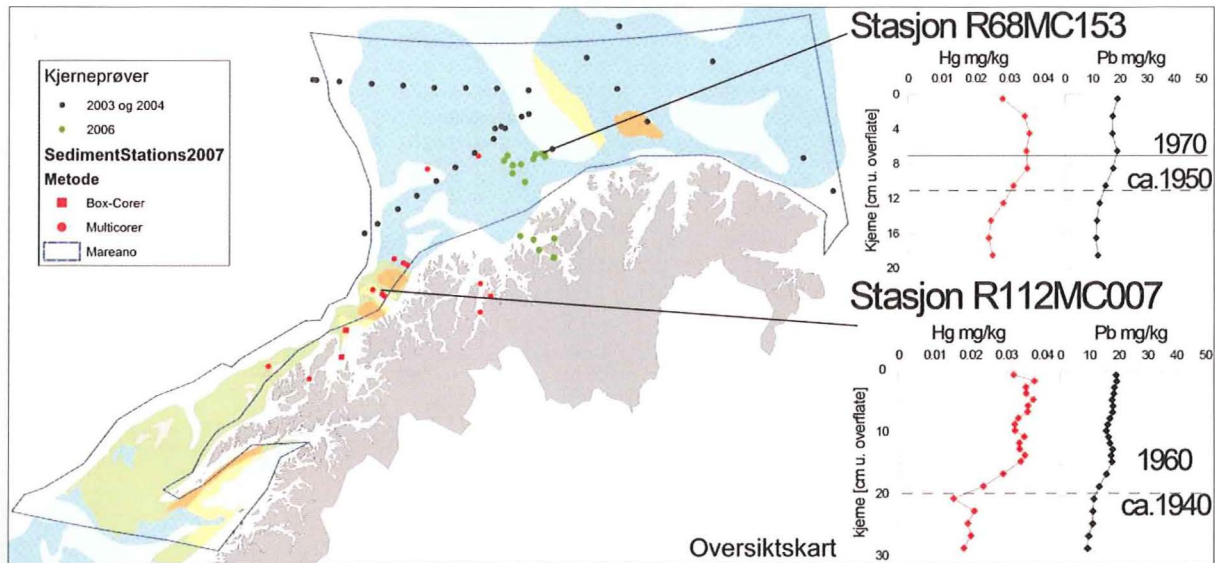 Kjerneprøver
2003 og 2004
2006
SedimentStations2007
Metode
Box-Corer
Multicorer
Mareano
Oversiktskart
Stasjon R68MC153
Hg mg/kg
Pb mg/kg
0 0.01 0.02 0.03 0.04
0 10 20 30 40 50
Kjerne [cm u. overflate]
0
4
8
12
16
20
1970
ca.1950
Stasjon R112MC007
Hg mg/kg
Pb mg/kg
0 0.01 0.02 0.03 0.04
0 10 20 30 40 50
kjerne [cm u. overflate]
0
10
20
30
1960
ca.1940